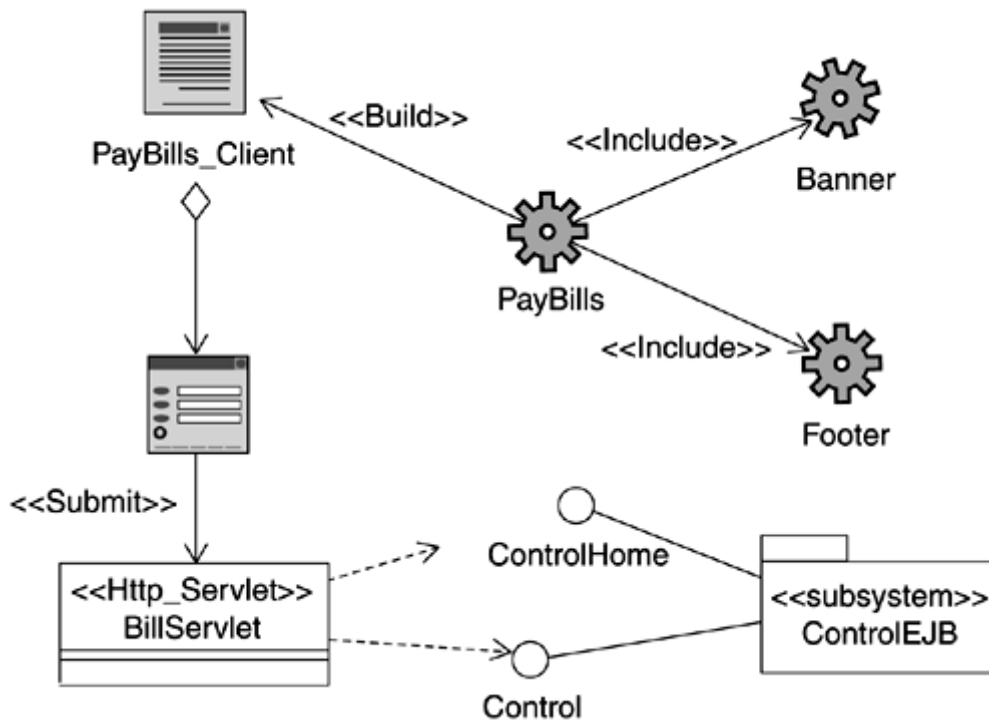 <<Build>>
<<Include>>
PayBills_Client
Banner
PayBills
<<Include>>
Footer
<<Submit>>
ControlHome
<<Http_Servlet>>
BillServlet
<<subsystem>>
ControlEJB
Control